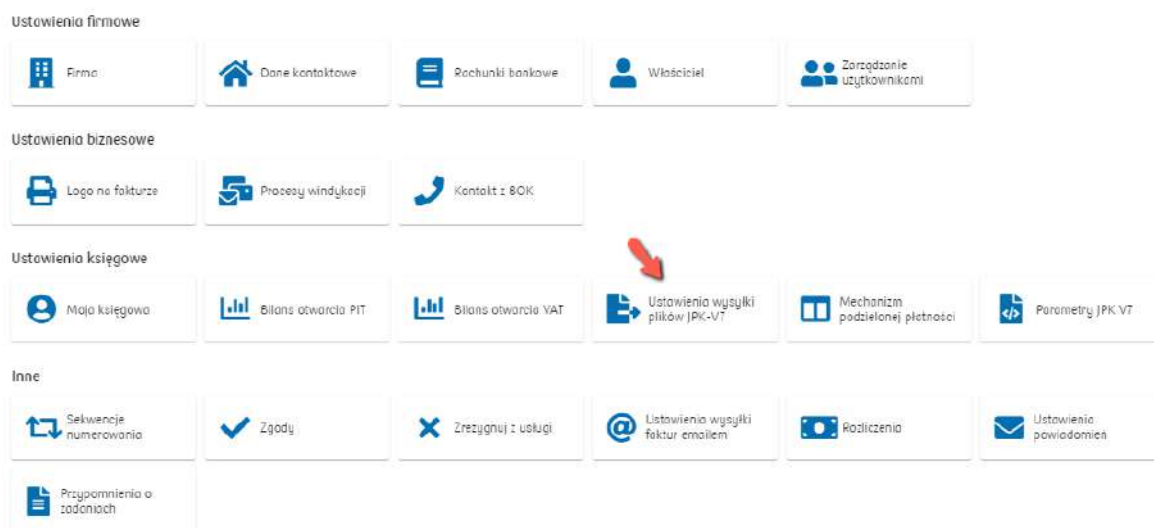 Ustawienia firmowe
Firma
Dane kontaktowe
Rachunki bankowe
Właściciel
Zarządzanie
użytkownikami
Ustawienia biznesowe
Logo na fakturze
Procesy windykacji
Kontakt z BOK
Ustawienia księgowe
Moja księgowa
Bilans otwarcia PIT
Bilans otwarcia VAT
Ustawienia wysyłki
plików JPK-V7
Mechanizm
podzielonej płatności
Parametry JPK V7
Inne
Sekwencje
numerowania
Zgody
Zrezygnuj z usługi
Ustawienia wysyłki
faktur emailem
Rozliczenia
Ustawienia
powiadomień
Przypomnienia o
zadaniach